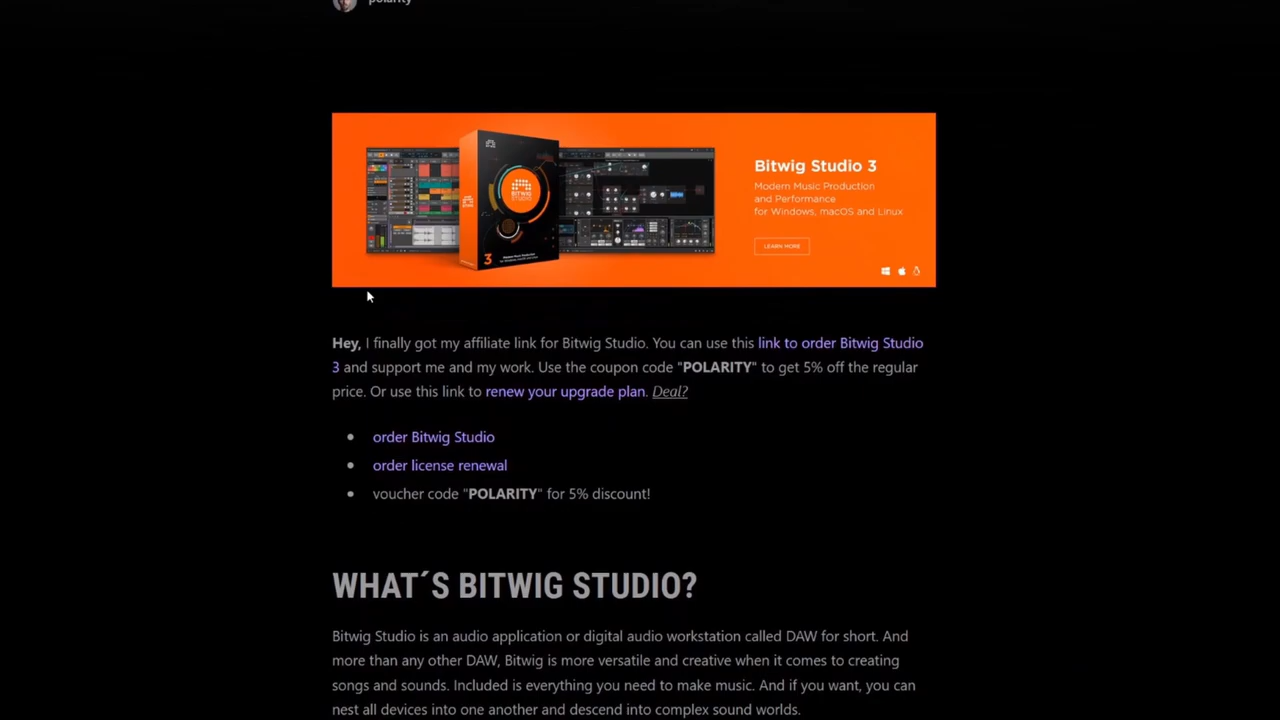 polarity
BITWIG
STUDIO
3
Bitwig Studio 3
Modern Music Production
and Performance
for Windows, macOS and Linux
LEARN MORE
Hey, I finally got my affiliate link for Bitwig Studio. You can use this link to order Bitwig Studio
3 and support me and my work. Use the coupon code "POLARITY" to get 5% off the regular
price. Or use this link to renew your upgrade plan. Deal?
• order Bitwig Studio
• order license renewal
• voucher code "POLARITY" for 5% discount!
WHAT´S BITWIG STUDIO?
Bitwig Studio is an audio application or digital audio workstation called DAW for short. And
more than any other DAW, Bitwig is more versatile and creative when it comes to creating
songs and sounds. Included is everything you need to make music. And if you want, you can
nest all devices into one another and descend into complex sound worlds.